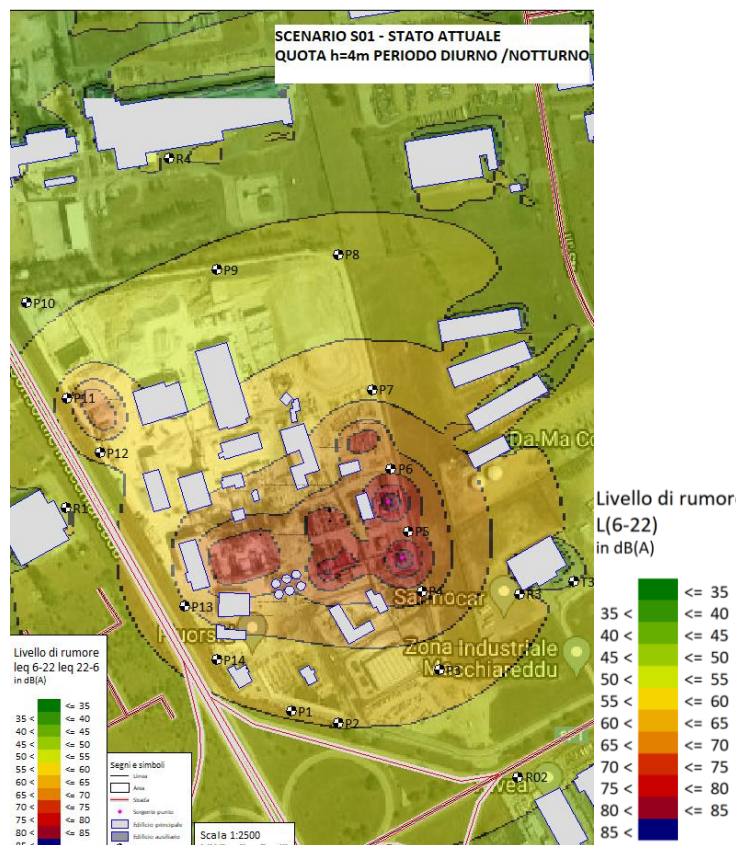 SCENARIO S01 - STATO ATTUALE
QUOTA h=4m PERIODO DIURNO /NOTTURNO
R4
P8
P9
P10
P7
P11
Da.Ma Co
P12
P6
R1
P5
P4
R3
T3
P13
Zona Industriale
Macchiareddu
P14
P1
P2
R02
Livello di rumore
leq 6-22 leq 22-6
in dB(A)
<= 35
35 < <= 40
40 < <= 45
45 < <= 50
50 < <= 55
55 < <= 60
60 < <= 65
65 < <= 70
70 < <= 75
75 < <= 80
80 < <= 85
85 <
Segni e simboli
Linea
Area
Strada
Sorgente punto
Edificio principale
Edificio ausiliario
Scala 1:2500
Livello di rumore
L(6-22)
in dB(A)
<= 35
35 < <= 40
40 < <= 45
45 < <= 50
50 < <= 55
55 < <= 60
60 < <= 65
65 < <= 70
70 < <= 75
75 < <= 80
80 < <= 85
85 <